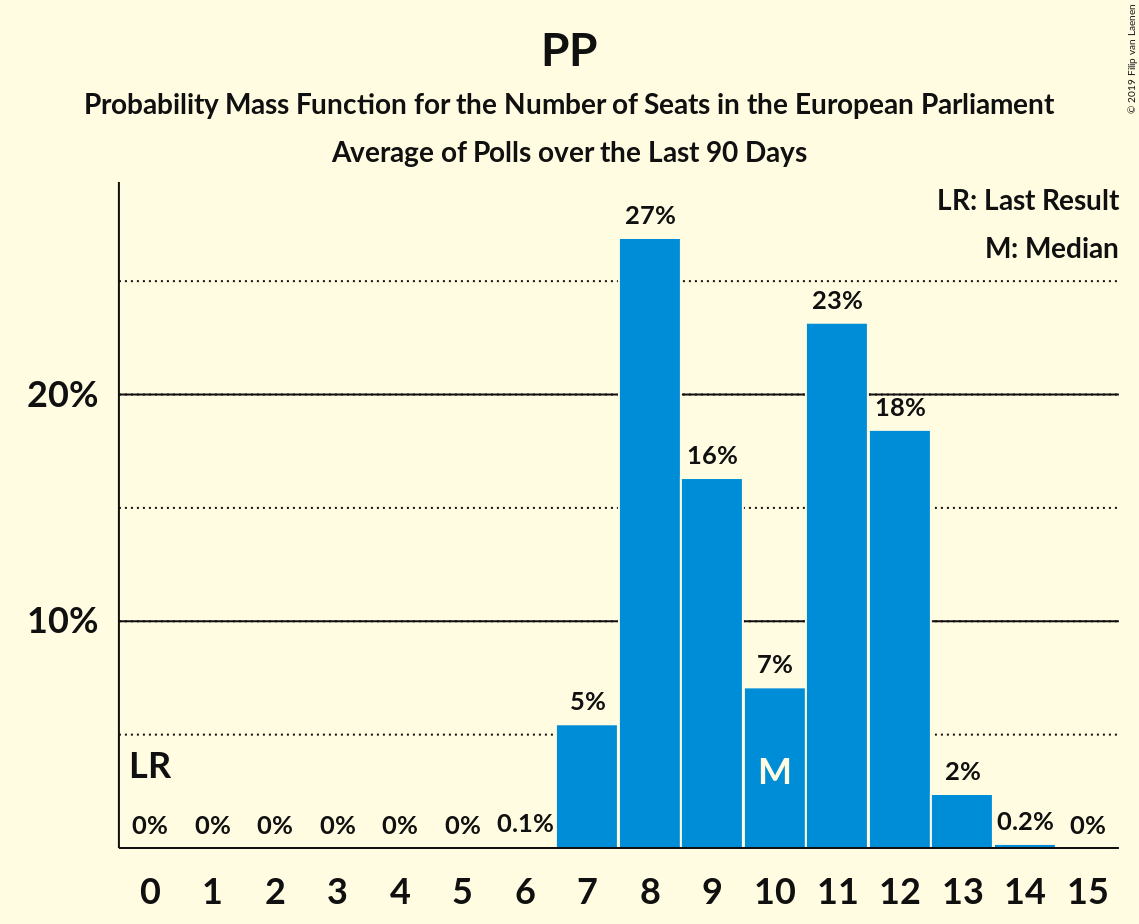 PP
Probability Mass Function for the Number of Seats in the European Parliament
Average of Polls over the Last 90 Days
© 2019 Filip van Laenen
LR: Last Result
M: Median
27%
23%
20%
18%
16%
10%
7%
5%
LR
M
2%
0% 0% 0% 0% 0% 0% 0.1% 0.2% 0%
0 1 2 3 4 5 6 7 8 9 10 11 12 13 14 15